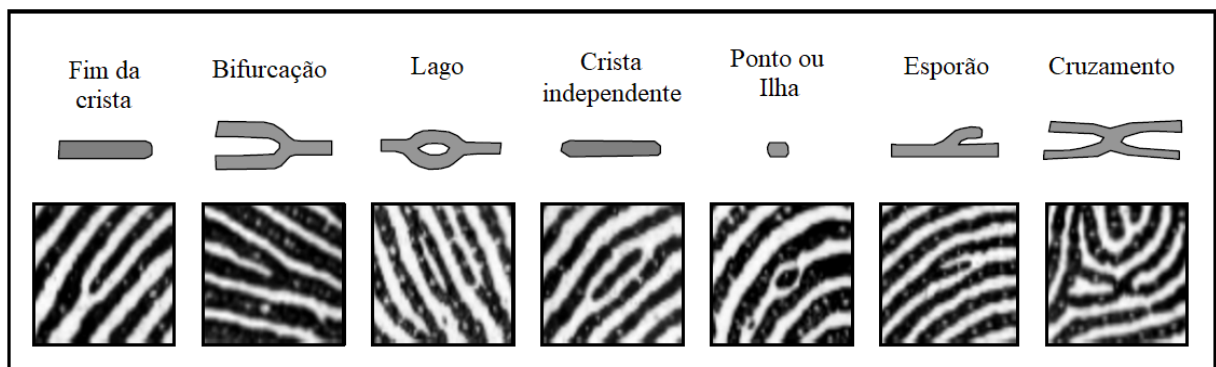 Fim da
crista
Bifurcação
Lago
Crista
independente
Ponto ou
Ilha
Esporão
Cruzamento